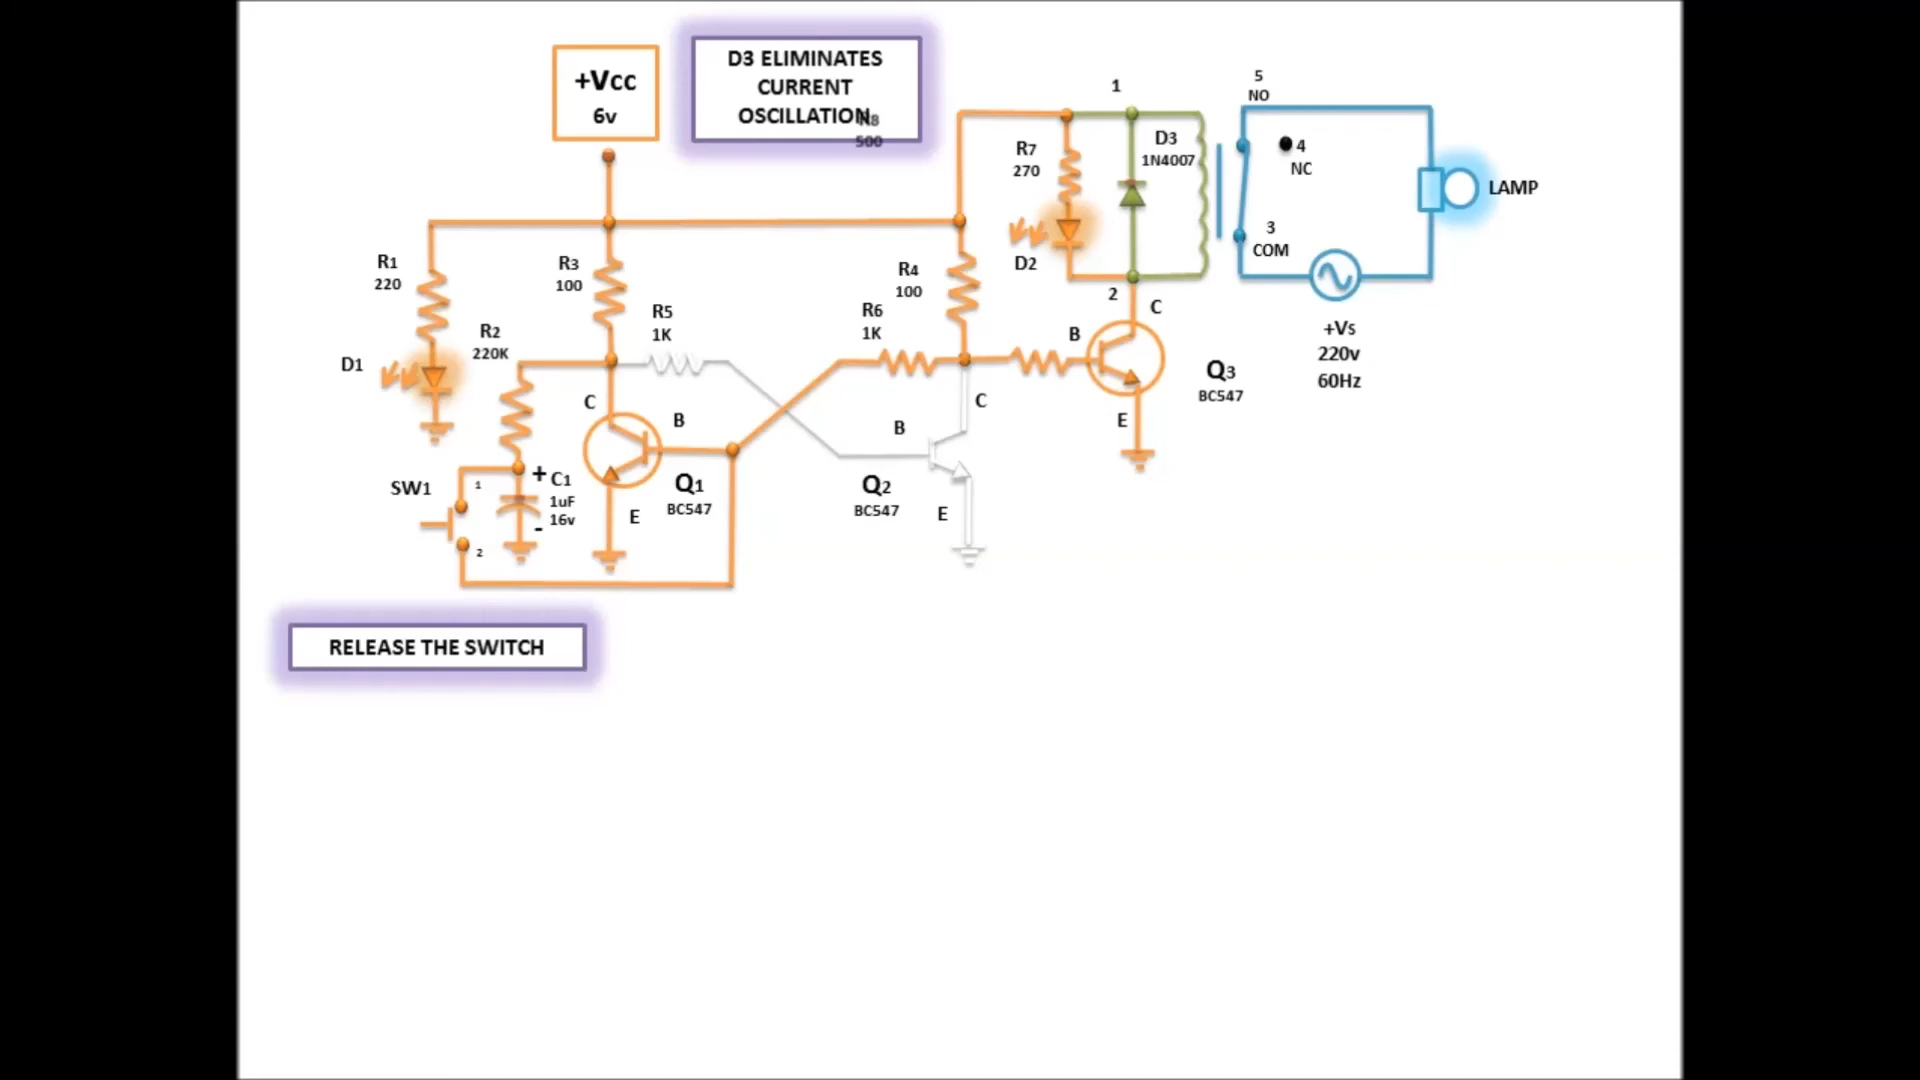 +Vcc
6v
D3 ELIMINATES
CURRENT
OSCILLATION
R8
500
1
5
NO
D3
1N4007
4
NC
R7
270
LAMP
3
COM
D2
2
C
R1
220
R3
100
R4
100
R5
1K
R6
1K
R2
220K
D1
B
Q3
BC547
E
+Vs
220v
60Hz
C
B
C
B
SW1
1
+
C1
1uF
16v
-
2
E
Q1
BC547
Q2
BC547
E
RELEASE THE SWITCH